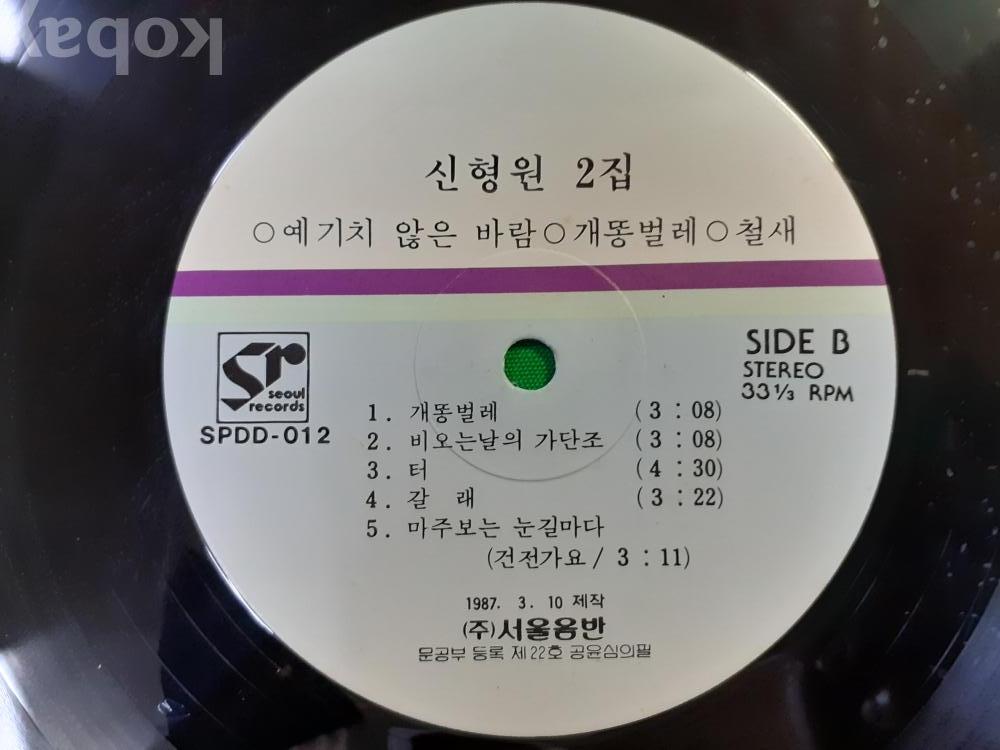 kobay
신형원 2집
○예기치 않은 바람○개똥벌레○철새
SIDE B
STEREO
33⅓ RPM
Sr
seoul
records
SPDD-012
1. 개똥벌레 (3 : 08)
2. 비오는날의 가단조 (3 : 08)
3. 터 (4 : 30)
4. 갈 래 (3 : 22)
5. 마주보는 눈길마다
(건전가요 / 3 : 11)
1987. 3. 10 제작
(주)서울음반
문공부 등록 제22호 공윤심의필